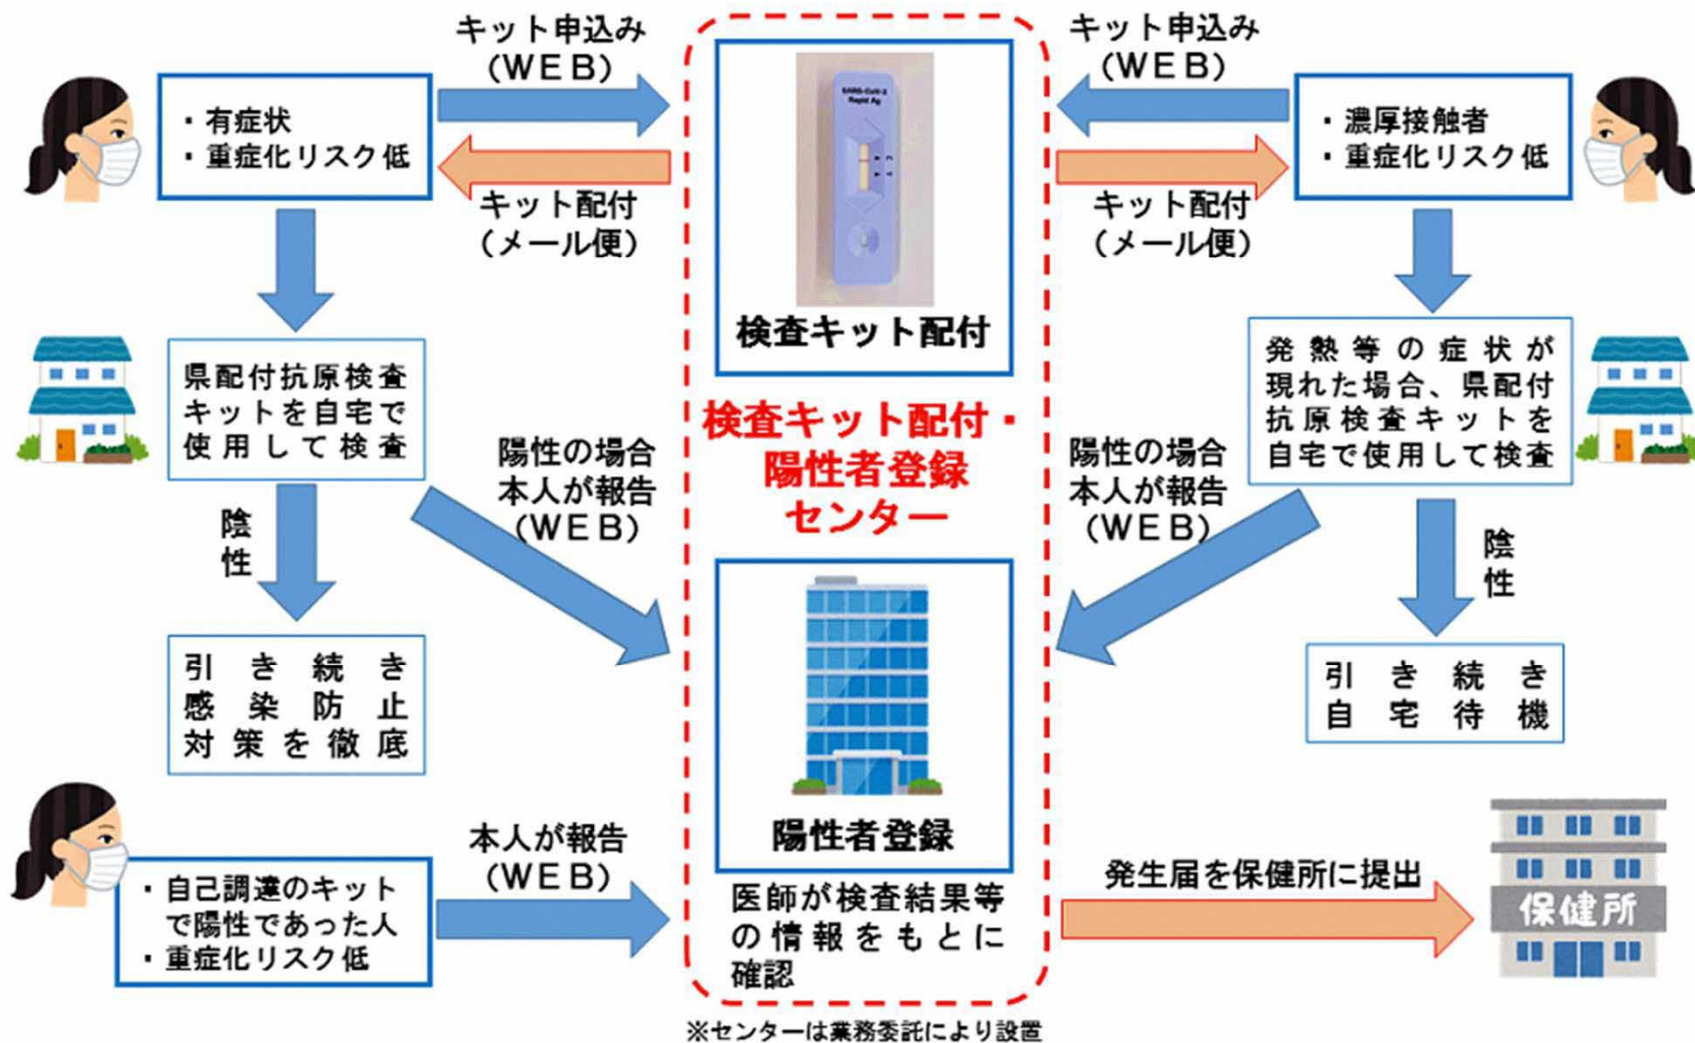 キット申込み
(WEB)
・有症状
・重症化リスク低
キット配付
(メール便)
県配付抗原検査
キットを自宅で
使用して検査
陽性の場合
本人が報告
(WEB)
陰
性
引き続き
感染防止
対策を徹底
・自己調達のキット
で陽性であった人
・重症化リスク低
本人が報告
(WEB)
SARS-CoV-2
Rapid Ag
検査キット配付
検査キット配付・
陽性者登録
センター
陽性者登録
医師が検査結果等
の情報をもとに
確認
※センターは業務委託により設置
キット申込み
(WEB)
・濃厚接触者
・重症化リスク低
キット配付
(メール便)
発熱等の症状が
現れた場合、県配付
抗原検査キットを
自宅で使用して検査
陽性の場合
本人が報告
(WEB)
陰
性
引き続き
自宅待機
発生届を保健所に提出
保健所